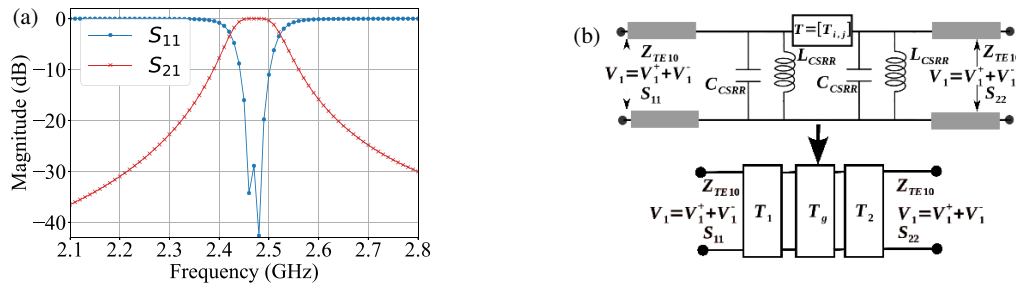 (a)
0
−10
−20
−30
−40
Magnitude (dB)
S11
S21
2.1 2.2 2.3 2.4 2.5 2.6 2.7 2.8
Frequency (GHz)
(b)
T=[Ti,j]
ZTE10
V1=V1++V1-
S11
CCSRR
LCSRR
CCSRR
LCSRR
ZTE10
V1=V1++V1-
S22
ZTE10
V1=V1++V1-
S11
T1
Tg
T2
ZTE10
V1=V1++V1-
S22